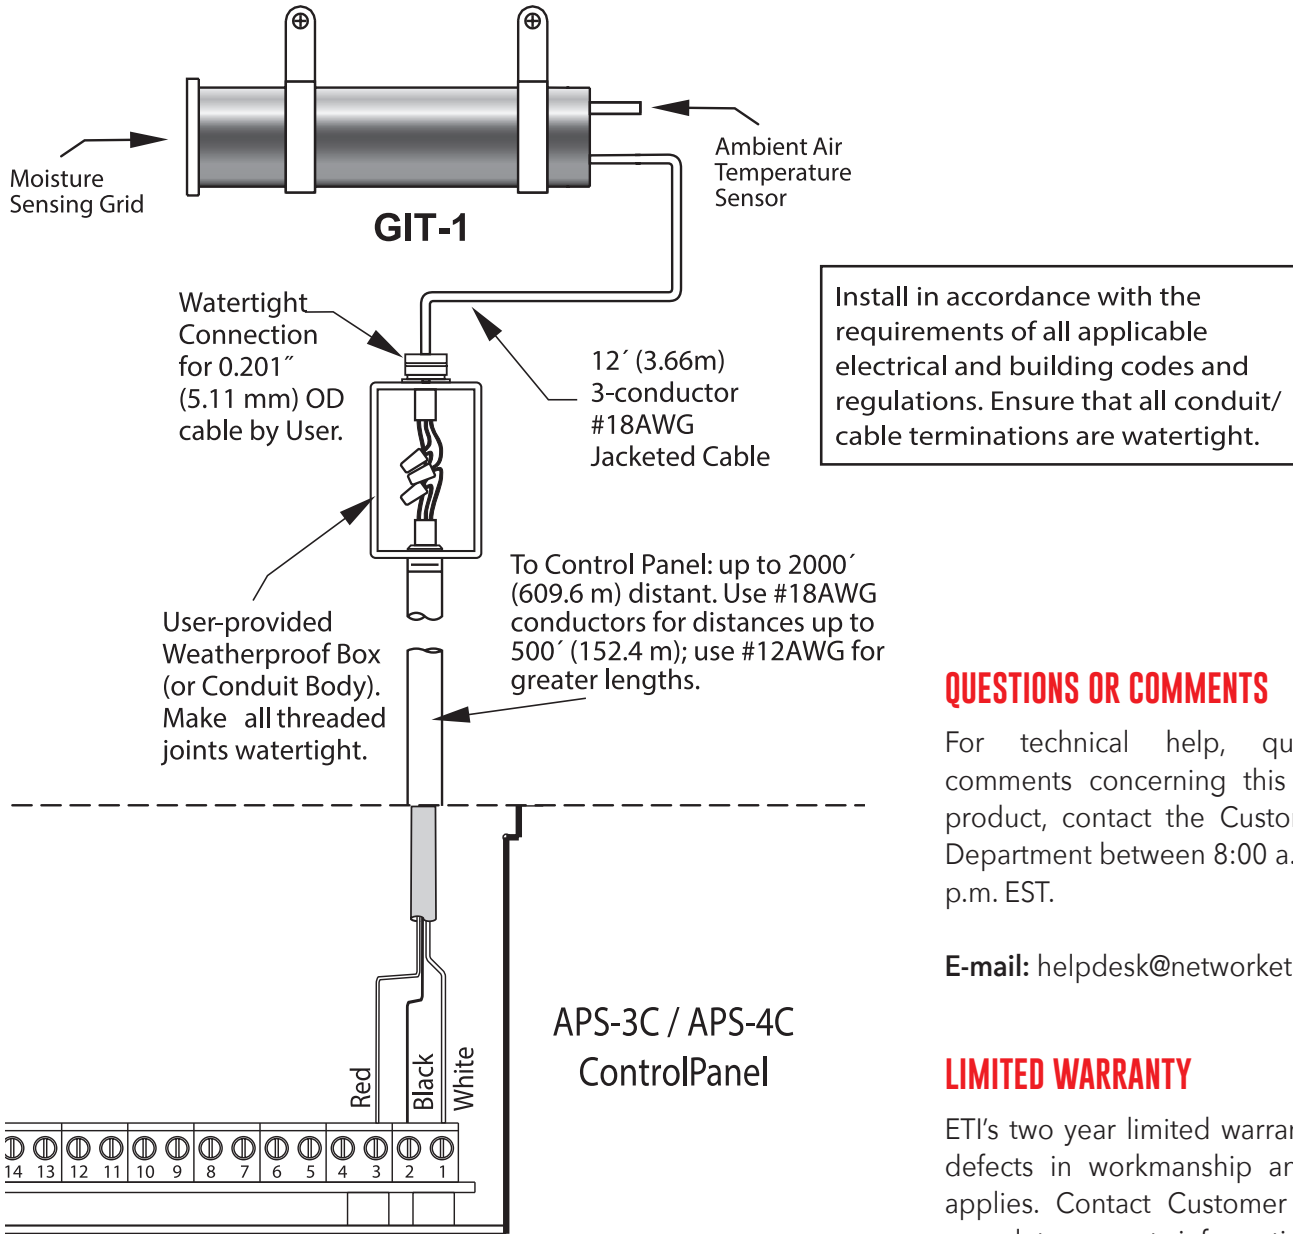 Moisture
Sensing Grid
GIT-1
Ambient Air
Temperature
Sensor
Watertight
Connection
for 0.201″
(5.11 mm) OD
cable by User.
12´ (3.66m)
3-conductor
#18AWG
Jacketed Cable
Install in accordance with the
requirements of all applicable
electrical and building codes and
regulations. Ensure that all conduit/
cable terminations are watertight.
To Control Panel: up to 2000´
(609.6 m) distant. Use #18AWG
conductors for distances up to
500´ (152.4 m); use #12AWG for
greater lengths.
User-provided
Weatherproof Box
(or Conduit Body).
Make all threaded
joints watertight.
QUESTIONS OR COMMENTS
For technical help, qu
comments concerning this
product, contact the Custo
Department between 8:00 a.
p.m. EST.
E-mail: helpdesk@networket
APS-3C / APS-4C
ControlPanel
Red
Black
White
14 13 12 11 10 9 8 7 6 5 4 3 2 1
LIMITED WARRANTY
ETI's two year limited warran
defects in workmanship an
applies. Contact Customer